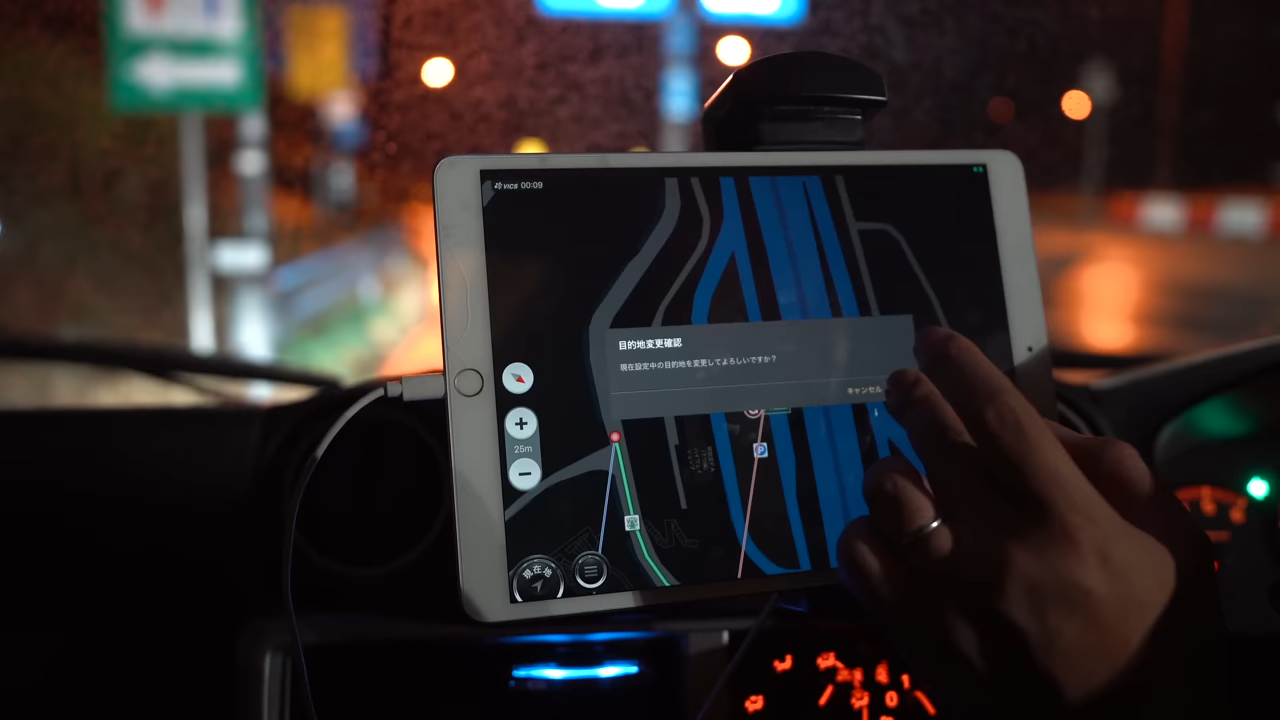 VICS 00:09
目的地変更確認
現在設定中の目的地を変更してよろしいですか？
キャンセル
25m
P
現在地